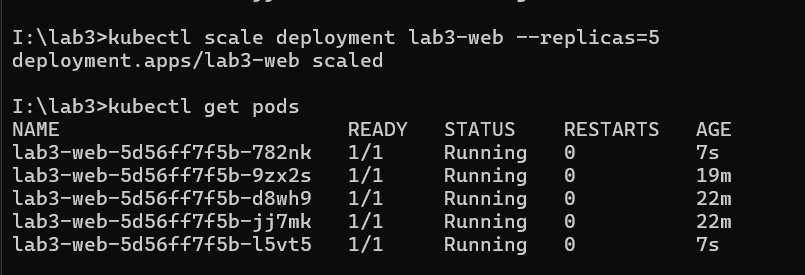 I:\lab3>kubectl scale deployment lab3-web --replicas=5
deployment.apps/lab3-web scaled
I:\lab3>kubectl get pods
NAME READY STATUS RESTARTS AGE
lab3-web-5d56ff7f5b-782nk 1/1 Running 0 7s
lab3-web-5d56ff7f5b-9zx2s 1/1 Running 0 19m
lab3-web-5d56ff7f5b-d8wh9 1/1 Running 0 22m
lab3-web-5d56ff7f5b-jj7mk 1/1 Running 0 22m
lab3-web-5d56ff7f5b-l5vt5 1/1 Running 0 7s